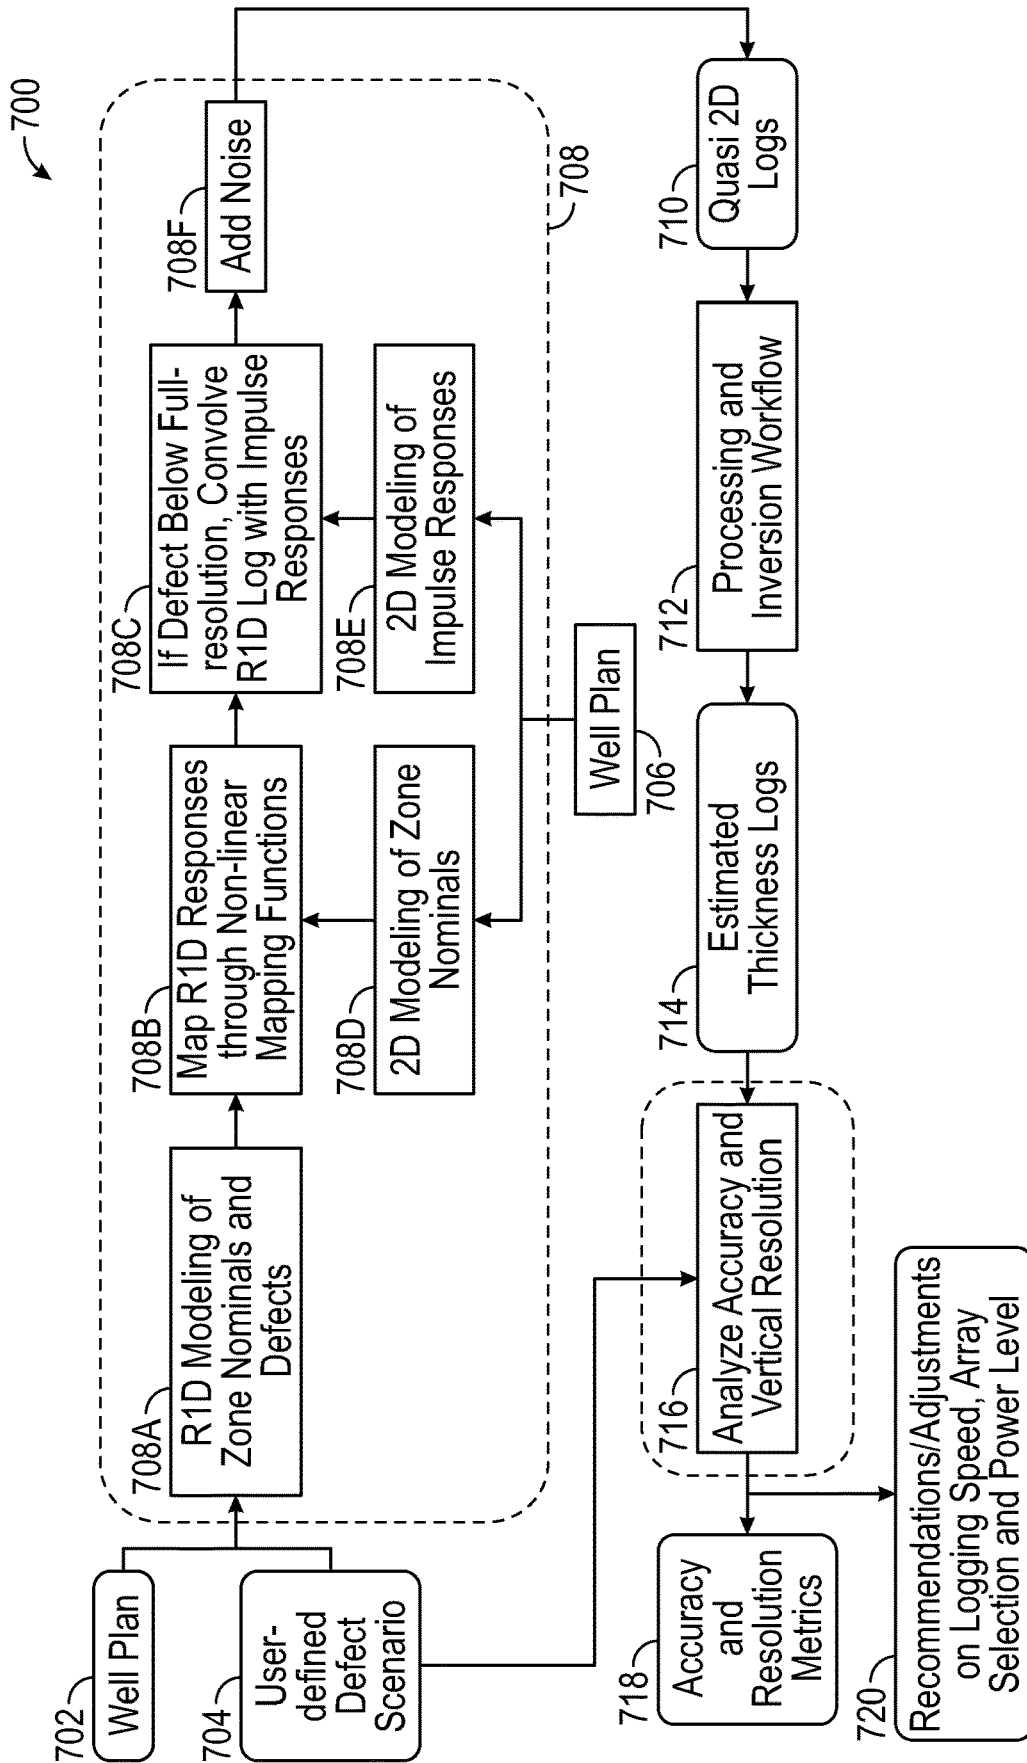 700
702
Well Plan
704
User-
defined
Defect
Scenario
708A
R1D Modeling of
Zone Nominals and
Defects
708B
Map R1D Responses
through Non-linear
Mapping Functions
708C
If Defect Below Full-
resolution, Convolve
R1D Log with Impulse
Responses
708F
Add Noise
708D
2D Modeling of Zone
Nominals
708E
2D Modeling of
Impulse Responses
708
Well Plan
706
710
Quasi 2D
Logs
712
Processing and
Inversion Workflow
714
Estimated
Thickness Logs
716
Analyze Accuracy and
Vertical Resolution
718
Accuracy
and
Resolution
Metrics
720
Recommendations/Adjustments
on Logging Speed, Array
Selection and Power Level